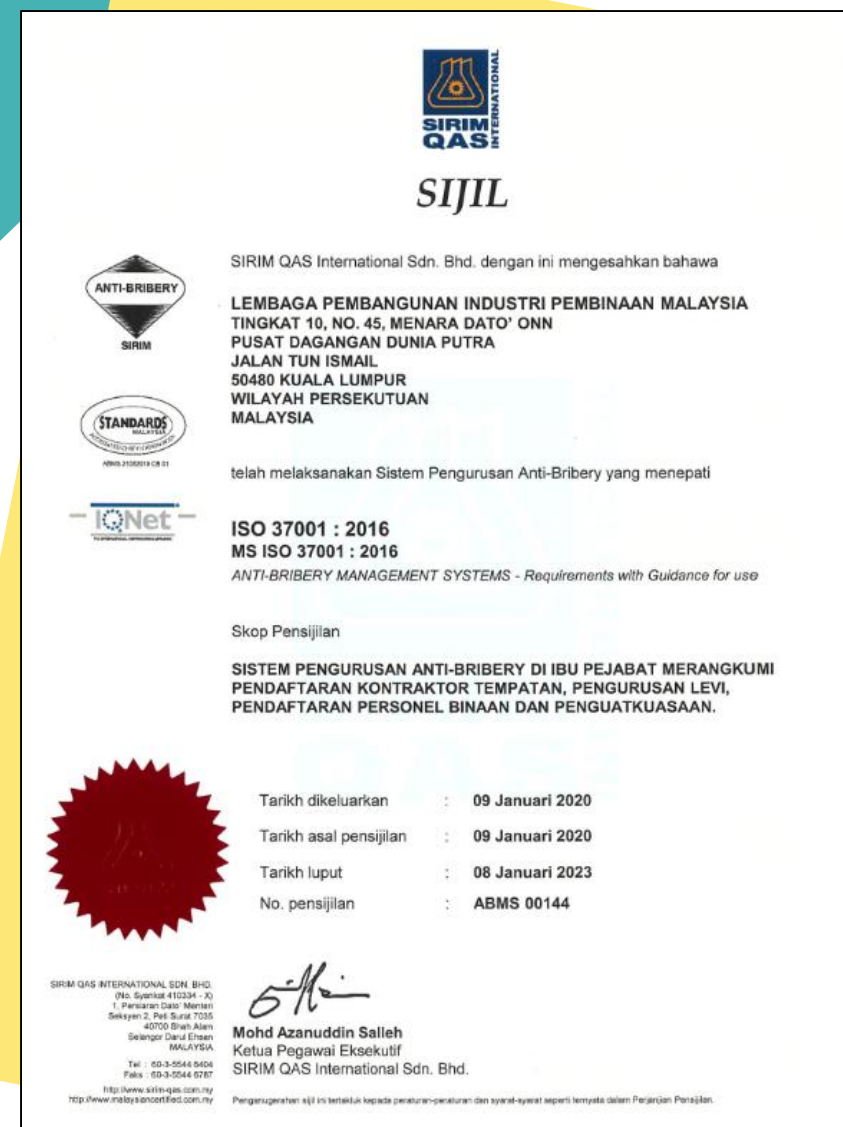 SIRIM
QAS
INTERNATIONAL
SIJIL
SIRIM QAS International Sdn. Bhd. dengan ini mengesahkan bahawa
ANTI-BRIBERY
SIRIM
LEMBAGA PEMBANGUNAN INDUSTRI PEMBINAAN MALAYSIA
TINGKAT 10, NO. 45, MENARA DATO' ONN
PUSAT DAGANGAN DUNIA PUTRA
JALAN TUN ISMAIL
50480 KUALA LUMPUR
WILAYAH PERSEKUTUAN
MALAYSIA
STANDARDS
MALAYSIA
telah melaksanakan Sistem Pengurusan Anti-Bribery yang menepati
IQNet
ISO 37001 : 2016
MS ISO 37001 : 2016
ANTI-BRIBERY MANAGEMENT SYSTEMS - Requirements with Guidance for use
Skop Pensijilan
SISTEM PENGURUSAN ANTI-BRIBERY DI IBU PEJABAT MERANGKUMI
PENDAFTARAN KONTRAKTOR TEMPATAN, PENGURUSAN LEVI,
PENDAFTARAN PERSONEL BINAAN DAN PENGUATKUASAAN.
Tarikh dikeluarkan : 09 Januari 2020
Tarikh asal pensijilan : 09 Januari 2020
Tarikh luput : 08 Januari 2023
No. pensijilan : ABMS 00144
SIRIM QAS INTERNATIONAL SDN. BHD.
(No. Syarikat 410334 - X)
1, Persiaran Dato' Menteri
Seksyen 2, Peti Surat 7035
40700 Shah Alam
Selangor Darul Ehsan
MALAYSIA
Tel : 60-3-5544 6404
Faks : 60-3-5544 6787
http://www.sirim-qas.com.my
http://www.malaysiancertified.com.my
Mohd Azanuddin Salleh
Ketua Pegawai Eksekutif
SIRIM QAS International Sdn. Bhd.
Penganugerahan sijil ini tertakluk kepada peraturan-peraturan dan syarat-syarat seperti ternyata dalam Perjanjian Pensijilan.